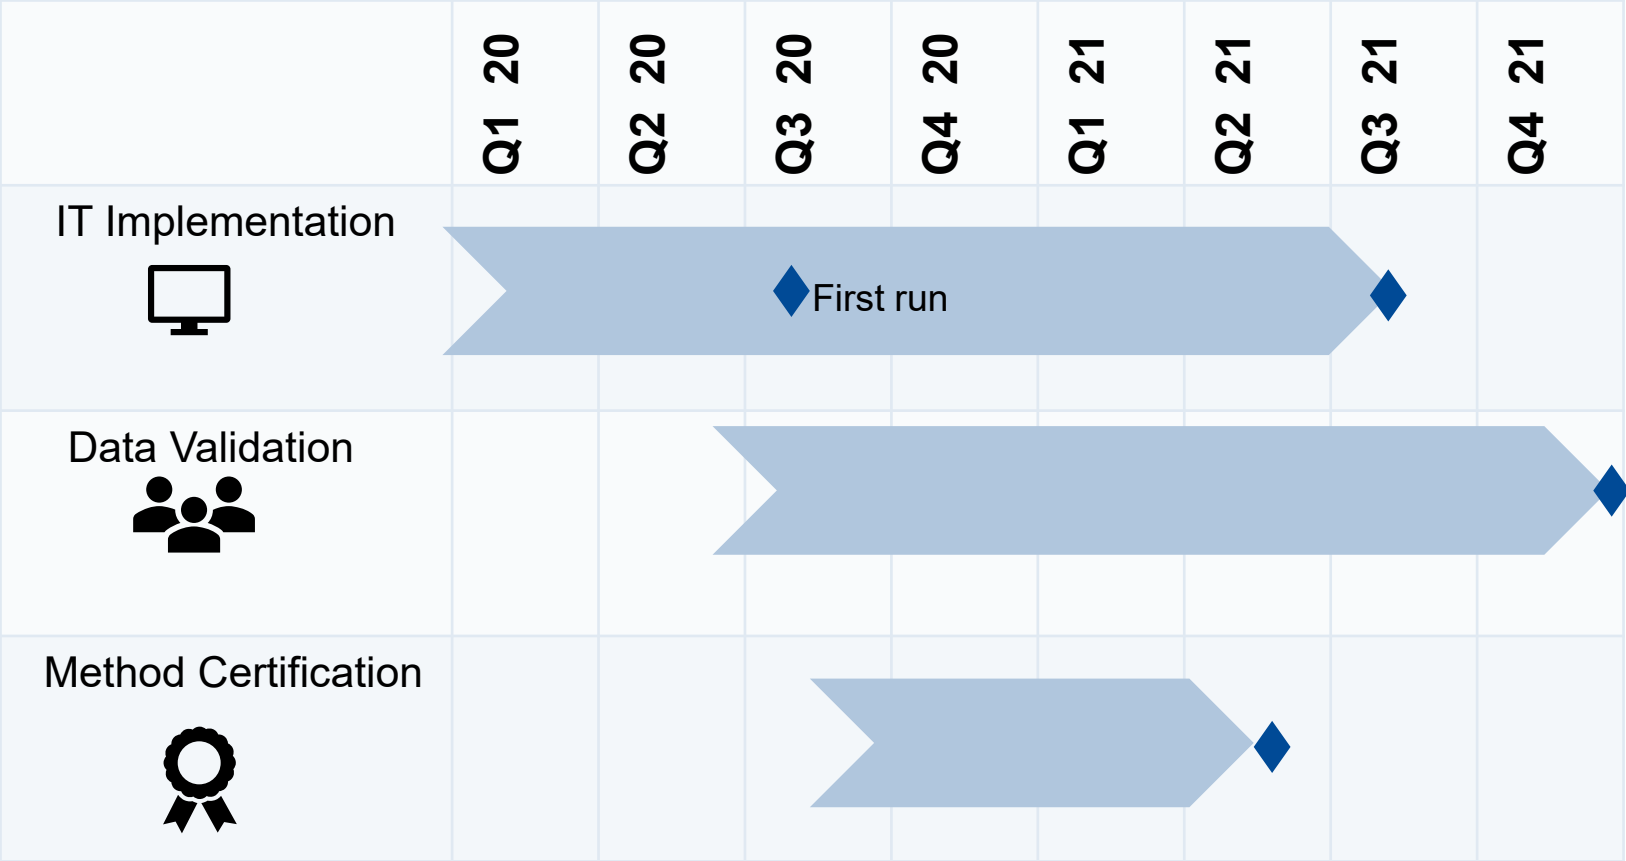 Q1 20
Q2 20
Q3 20
Q4 20
Q1 21
Q2 21
Q3 21
Q4 21
IT Implementation
First run
Data Validation
Method Certification